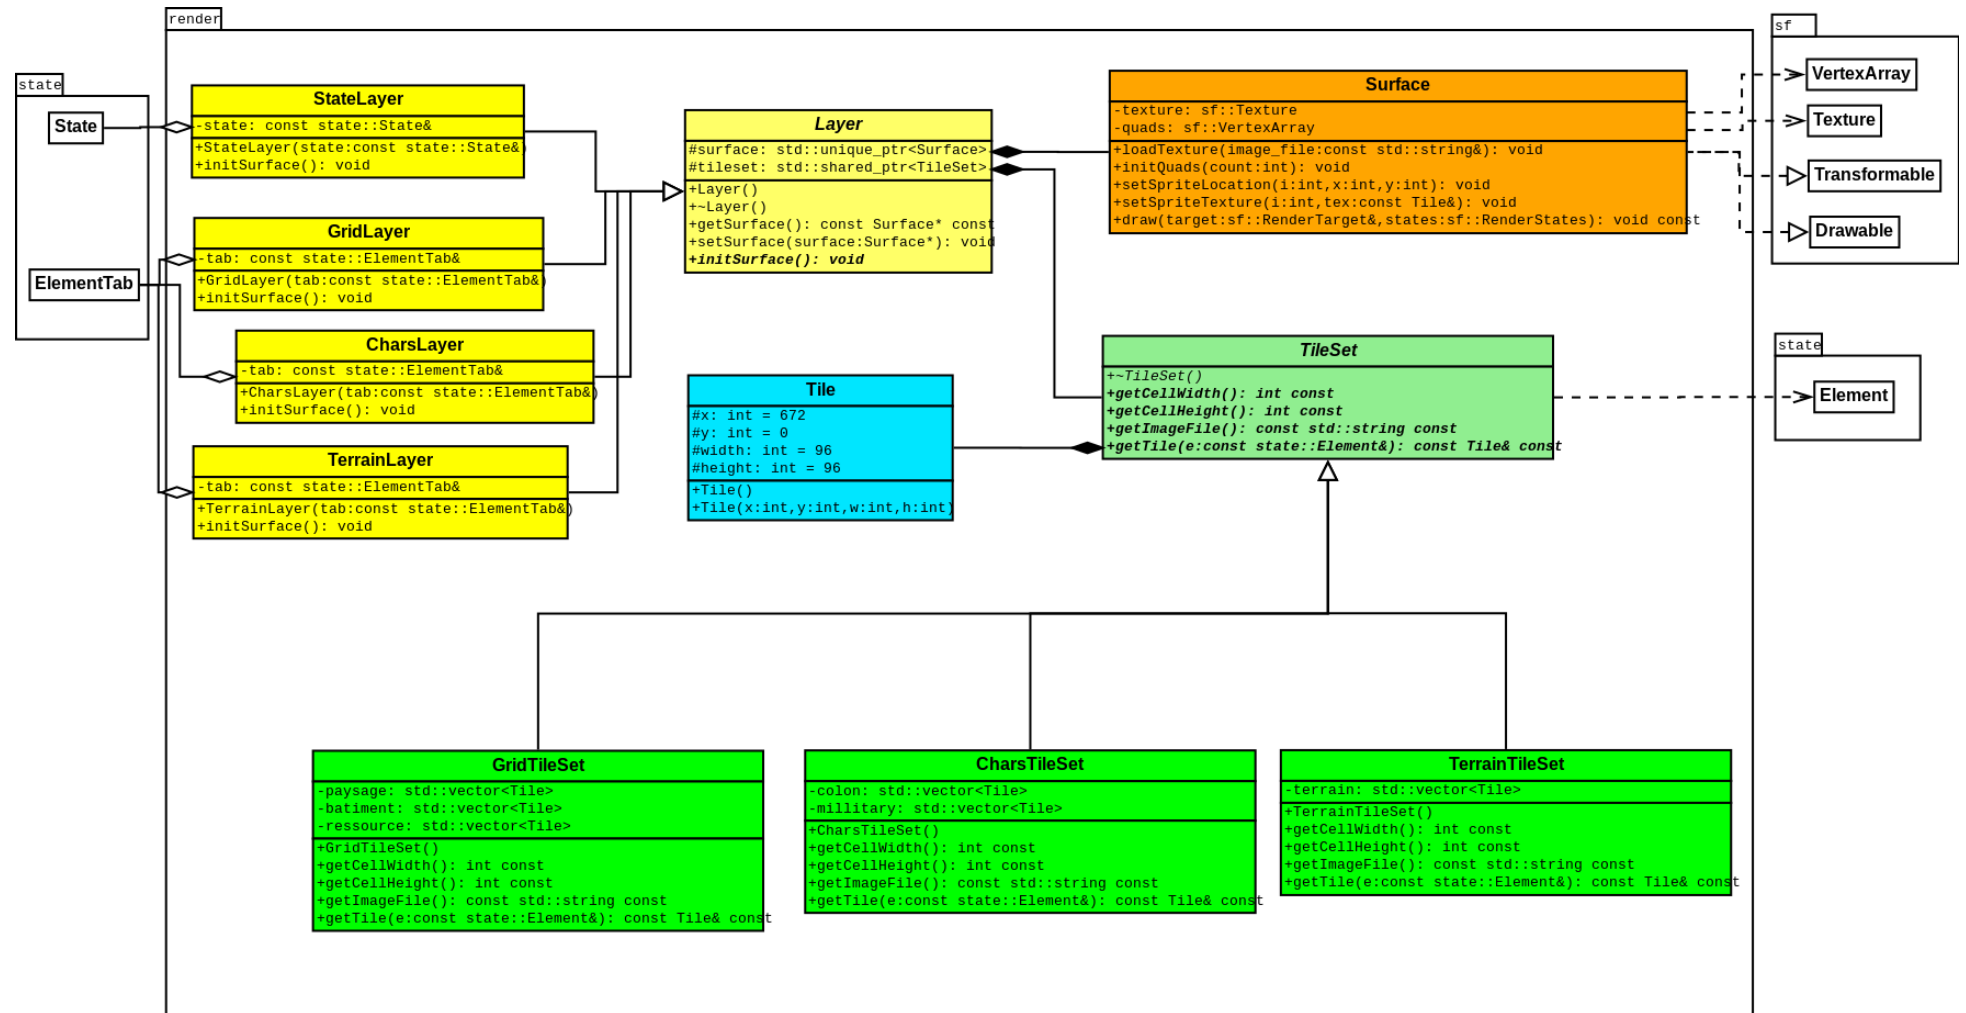 render
state
State
ElementTab
StateLayer
-state: const state::State&
+StateLayer(state:const state::State&)
+initSurface(): void
GridLayer
-tab: const state::ElementTab&
+GridLayer(tab:const state::ElementTab&)
+initSurface(): void
CharsLayer
-tab: const state::ElementTab&
+CharsLayer(tab:const state::ElementTab&)
+initSurface(): void
TerrainLayer
-tab: const state::ElementTab&
+TerrainLayer(tab:const state::ElementTab&)
+initSurface(): void
Layer
#surface: std::unique_ptr<Surface>
#tileset: std::shared_ptr<TileSet>
+Layer()
+~Layer()
+getSurface(): const Surface* const
+setSurface(surface:Surface*): void
+initSurface(): void
Surface
-texture: sf::Texture
-quads: sf::VertexArray
+loadTexture(image_file:const std::string&): void
+initQuads(count:int): void
+setSpriteLocation(i:int,x:int,y:int): void
+setSpriteTexture(i:int,tex:const Tile&): void
+draw(target:sf::RenderTarget&,states:sf::RenderStates): void const
sf
VertexArray
Texture
Transformable
Drawable
Tile
#x: int = 672
#y: int = 0
#width: int = 96
#height: int = 96
+Tile()
+Tile(x:int,y:int,w:int,h:int)
TileSet
+~TileSet()
+getCellWidth(): int const
+getCellHeight(): int const
+getImageFile(): const std::string const
+getTile(e:const state::Element&): const Tile& const
state
Element
GridTileSet
-paysage: std::vector<Tile>
-batiment: std::vector<Tile>
-ressource: std::vector<Tile>
+GridTileSet()
+getCellWidth(): int const
+getCellHeight(): int const
+getImageFile(): const std::string const
+getTile(e:const state::Element&): const Tile& const
CharsTileSet
-colon: std::vector<Tile>
-millitary: std::vector<Tile>
+CharsTileSet()
+getCellWidth(): int const
+getCellHeight(): int const
+getImageFile(): const std::string const
+getTile(e:const state::Element&): const Tile& const
TerrainTileSet
-terrain: std::vector<Tile>
+TerrainTileSet()
+getCellWidth(): int const
+getCellHeight(): int const
+getImageFile(): const std::string const
+getTile(e:const state::Element&): const Tile& const